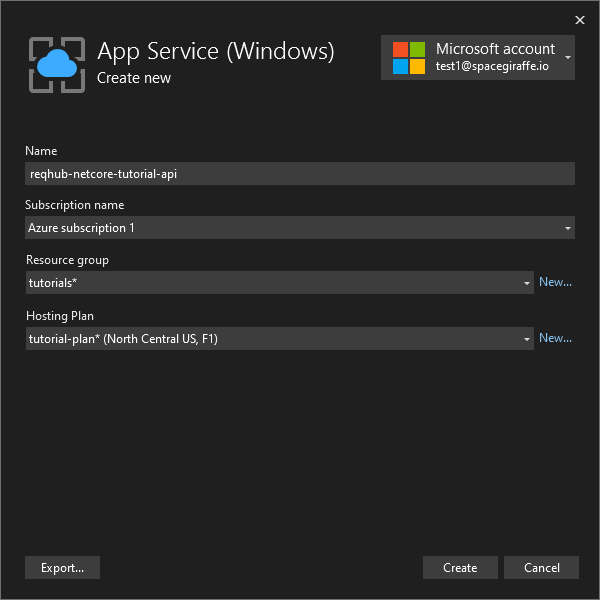 App Service (Windows)
Create new
Microsoft account
test1@spacegiraffe.io
Name
reqhub-netcore-tutorial-api
Subscription name
Azure subscription 1
Resource group
tutorials*
New...
Hosting Plan
tutorial-plan* (North Central US, F1)
New...
Export...
Create
Cancel